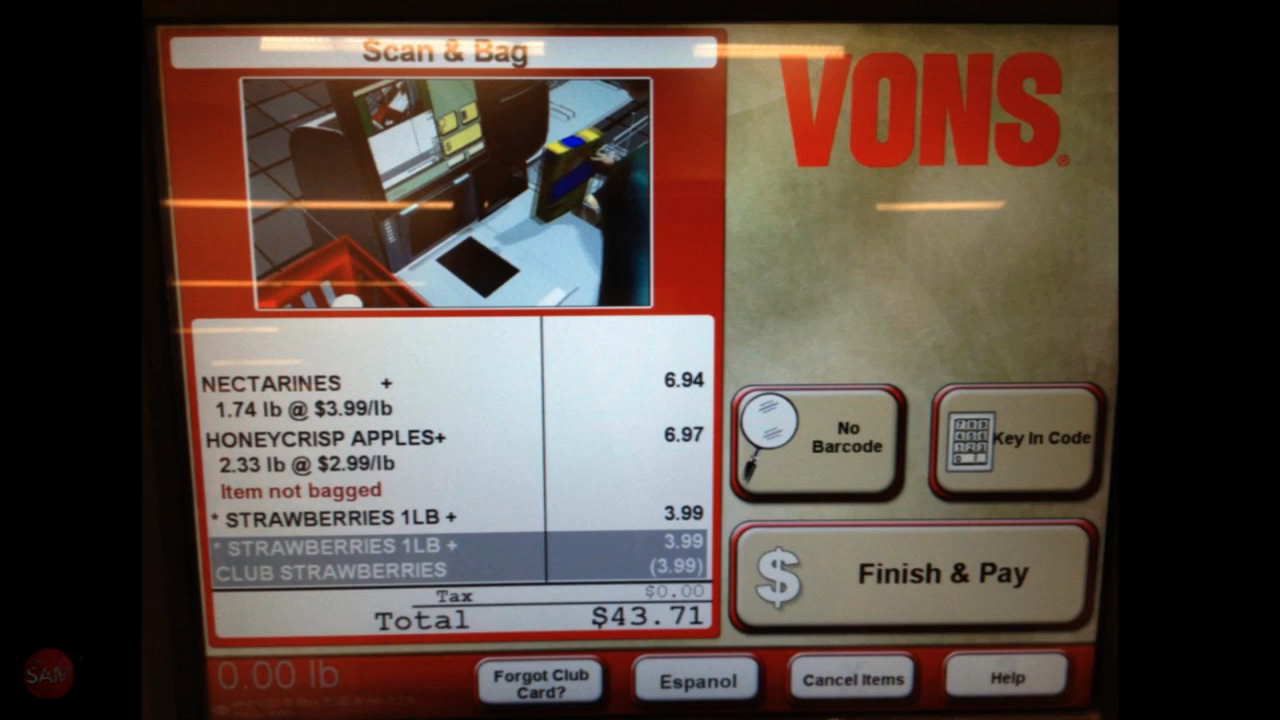 Scan & Bag
VONS®
NECTARINES + 6.94
1.74 lb @ $3.99/lb
HONEYCRISP APPLES+ 6.97
2.33 lb @ $2.99/lb
Item not bagged
* STRAWBERRIES 1LB + 3.99
* STRAWBERRIES 1LB + 3.99
CLUB STRAWBERRIES (3.99)
Tax $0.00
Total $43.71
No
Barcode
Key In Code
$ Finish & Pay
0.00 lb
Forgot Club
Card?
Espanol
Cancel Items
Help
SAM